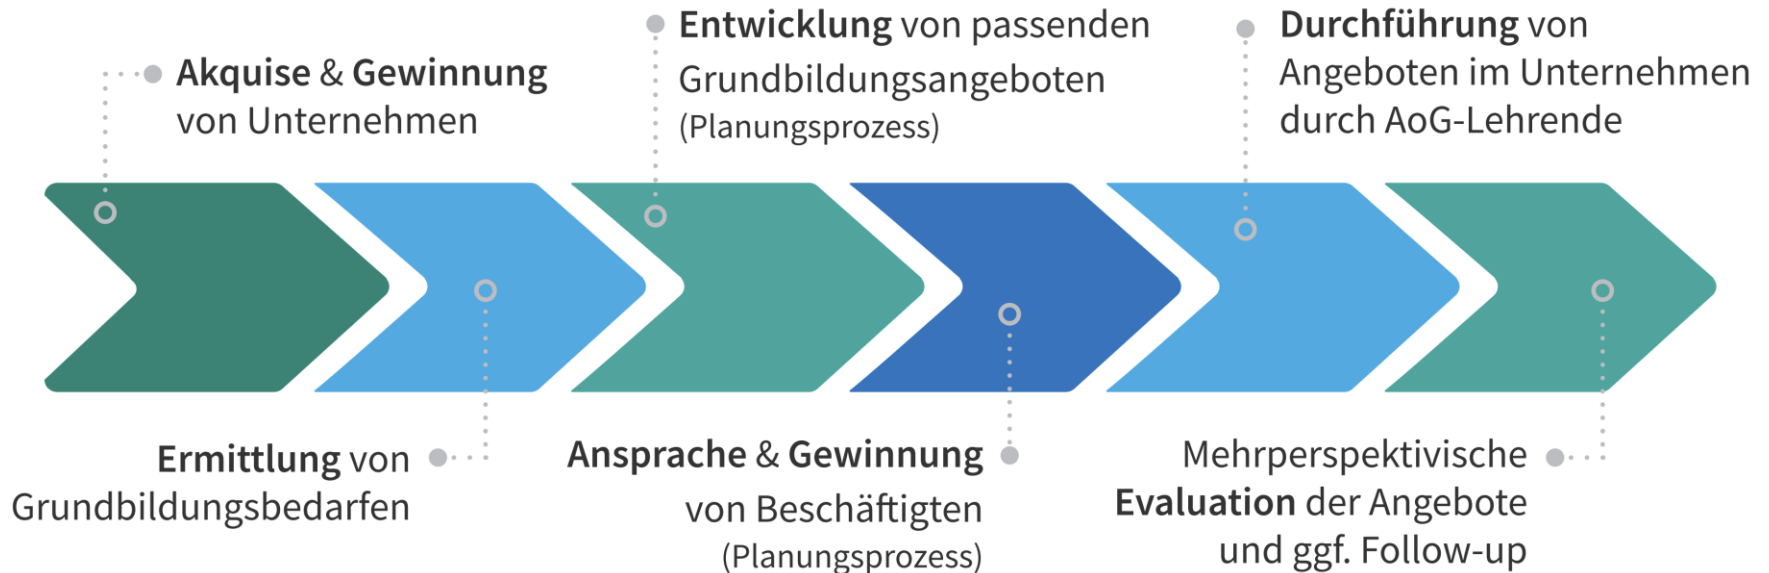 Akquise & Gewinnung
von Unternehmen
Ermittlung von
Grundbildungsbedarfen
Entwicklung von passenden
Grundbildungsangeboten
(Planungsprozess)
Ansprache & Gewinnung
von Beschäftigten
(Planungsprozess)
Durchführung von
Angeboten im Unternehmen
durch AoG-Lehrende
Mehrperspektivische
Evaluation der Angebote
und ggf. Follow-up